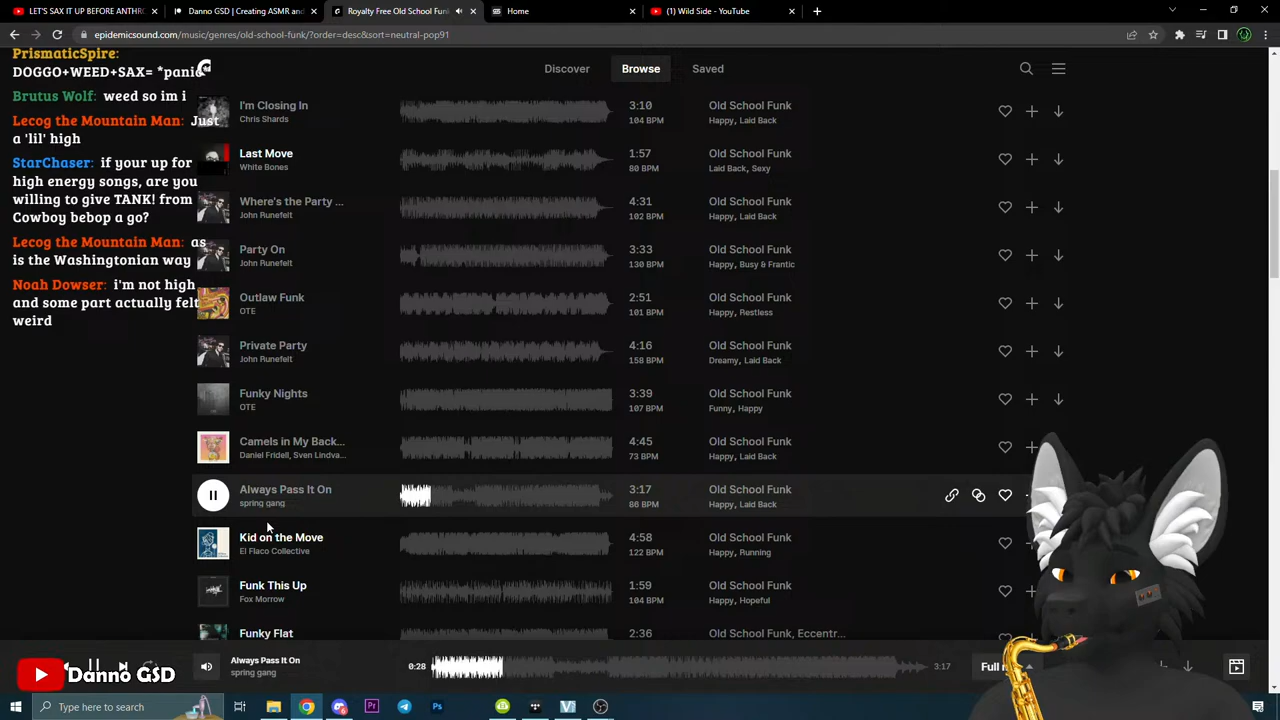 LET'S SAX IT UP BEFORE ANTHR
Danno GSD | Creating ASMR and
Royalty Free Old School Funk
Home
(1) Wild Side - YouTube
epidemicsound.com/music/genres/old-school-funk/?order=desc&sort=neutral-pop91
PrismaticSpire:
DOGGO+WEED+SAX= *panic
Brutus Wolf: weed so im i
Lecog the Mountain Man: Just
a 'lil' high
StarChaser: if your up for
high energy songs, are you
willing to give TANK! from
Cowboy bebop a go?
Lecog the Mountain Man: as
is the Washingtonian way
Noah Dowser: i'm not high
and some part actually felt
weird
Discover
Browse
Saved
I'm Closing In
Chris Shards
3:10
104 BPM
Old School Funk
Happy, Laid Back
Last Move
White Bones
1:57
80 BPM
Old School Funk
Laid Back, Sexy
Where's the Party ...
John Runefelt
4:31
102 BPM
Old School Funk
Happy, Laid Back
Party On
John Runefelt
3:33
130 BPM
Old School Funk
Happy, Busy & Frantic
Outlaw Funk
OTE
2:51
101 BPM
Old School Funk
Happy, Restless
Private Party
John Runefelt
4:16
158 BPM
Old School Funk
Dreamy, Laid Back
Funky Nights
OTE
3:39
107 BPM
Old School Funk
Funny, Happy
Camels in My Back...
Daniel Fridell, Sven Lindva...
4:45
73 BPM
Old School Funk
Happy, Laid Back
Always Pass It On
spring gang
3:17
86 BPM
Old School Funk
Happy, Laid Back
Kid on the Move
El Flaco Collective
4:58
122 BPM
Old School Funk
Happy, Running
Funk This Up
Fox Morrow
1:59
104 BPM
Old School Funk
Happy, Hopeful
Funky Flat
2:36
Old School Funk, Eccentr...
Always Pass It On
spring gang
0:28
3:17
Full
Danno GSD
Type here to search